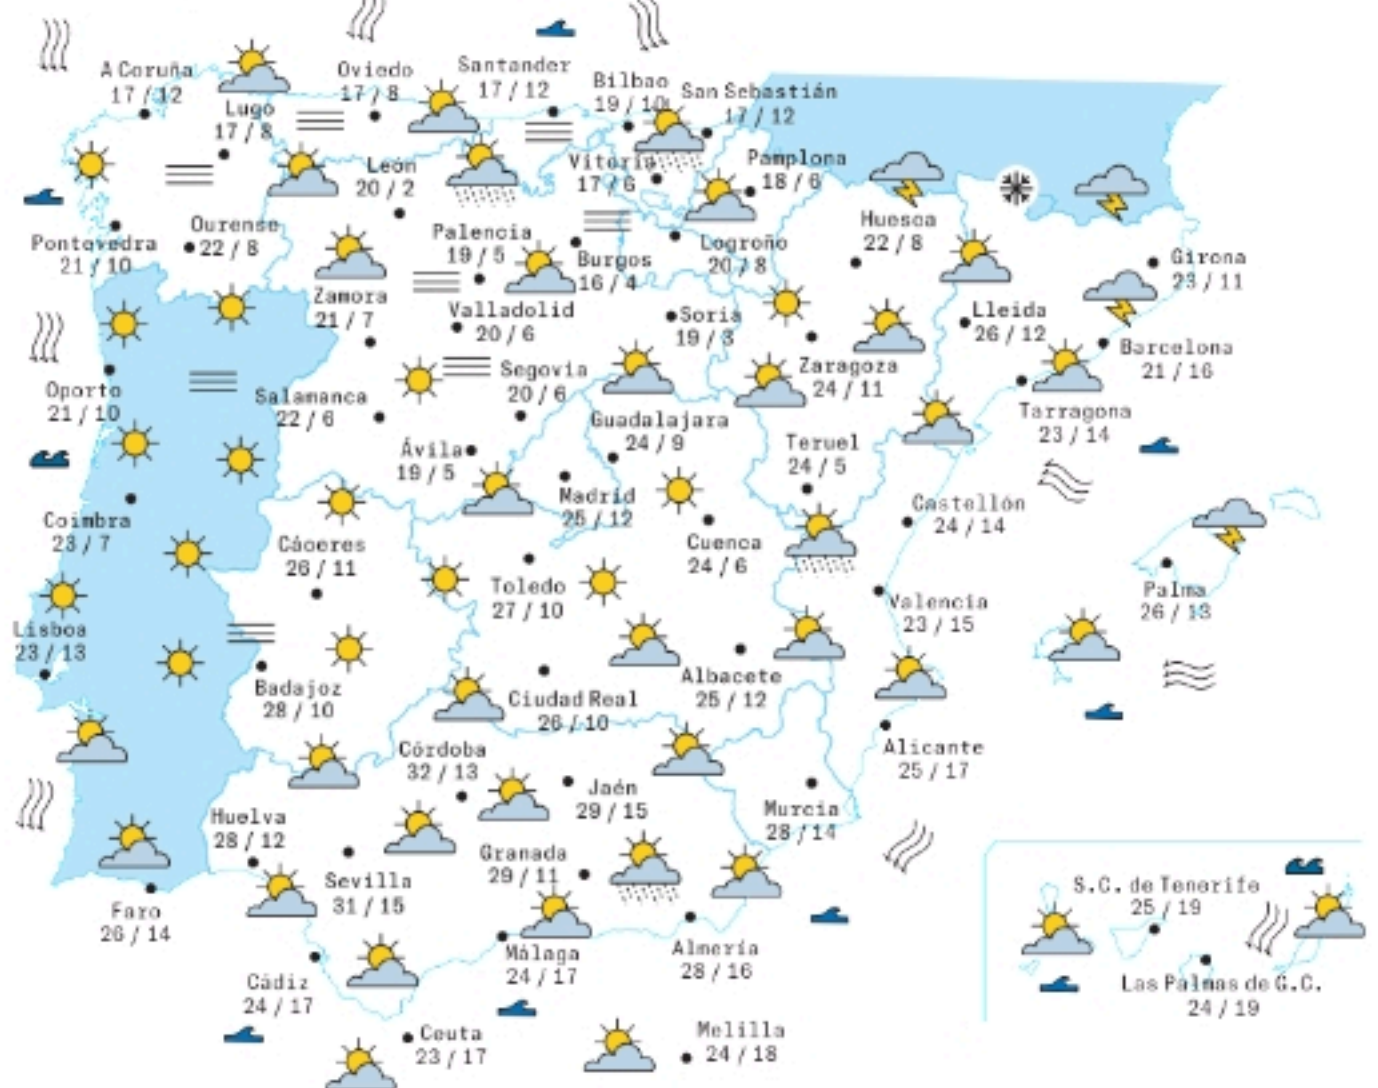 A Coruña
17 / 12
Lugo
17 / 8
Oviedo
17 / 8
Santander
17 / 12
Bilbao
19 / 10
San Sebastián
17 / 12
León
20 / 2
Vitoria
17 / 6
Pamplona
18 / 6
Huesca
22 / 8
Pontevedra
21 / 10
Ourense
22 / 8
Palencia
19 / 5
Burgos
16 / 4
Logroño
20 / 8
Girona
23 / 11
Zamora
21 / 7
Valladolid
20 / 6
Soria
19 / 3
Lleida
26 / 12
Barcelona
21 / 16
Oporto
21 / 10
Salamanca
22 / 6
Segovia
20 / 6
Zaragoza
24 / 11
Tarragona
23 / 14
Guadalajara
24 / 9
Ávila
19 / 5
Teruel
24 / 5
Madrid
25 / 12
Castellón
24 / 14
Coimbra
23 / 7
Cáceres
26 / 11
Cuenca
24 / 6
Toledo
27 / 10
Palma
26 / 13
Valencia
23 / 15
Lisboa
23 / 13
Badajoz
28 / 10
Ciudad Real
26 / 10
Albacete
25 / 12
Alicante
25 / 17
Córdoba
32 / 13
Jaén
29 / 15
Murcia
28 / 14
Huelva
28 / 12
Sevilla
31 / 15
Granada
29 / 11
Faro
26 / 14
S.C. de Tenerife
25 / 19
Málaga
24 / 17
Almería
28 / 16
Cádiz
24 / 17
Las Palmas de G.C.
24 / 19
Ceuta
23 / 17
Melilla
24 / 18